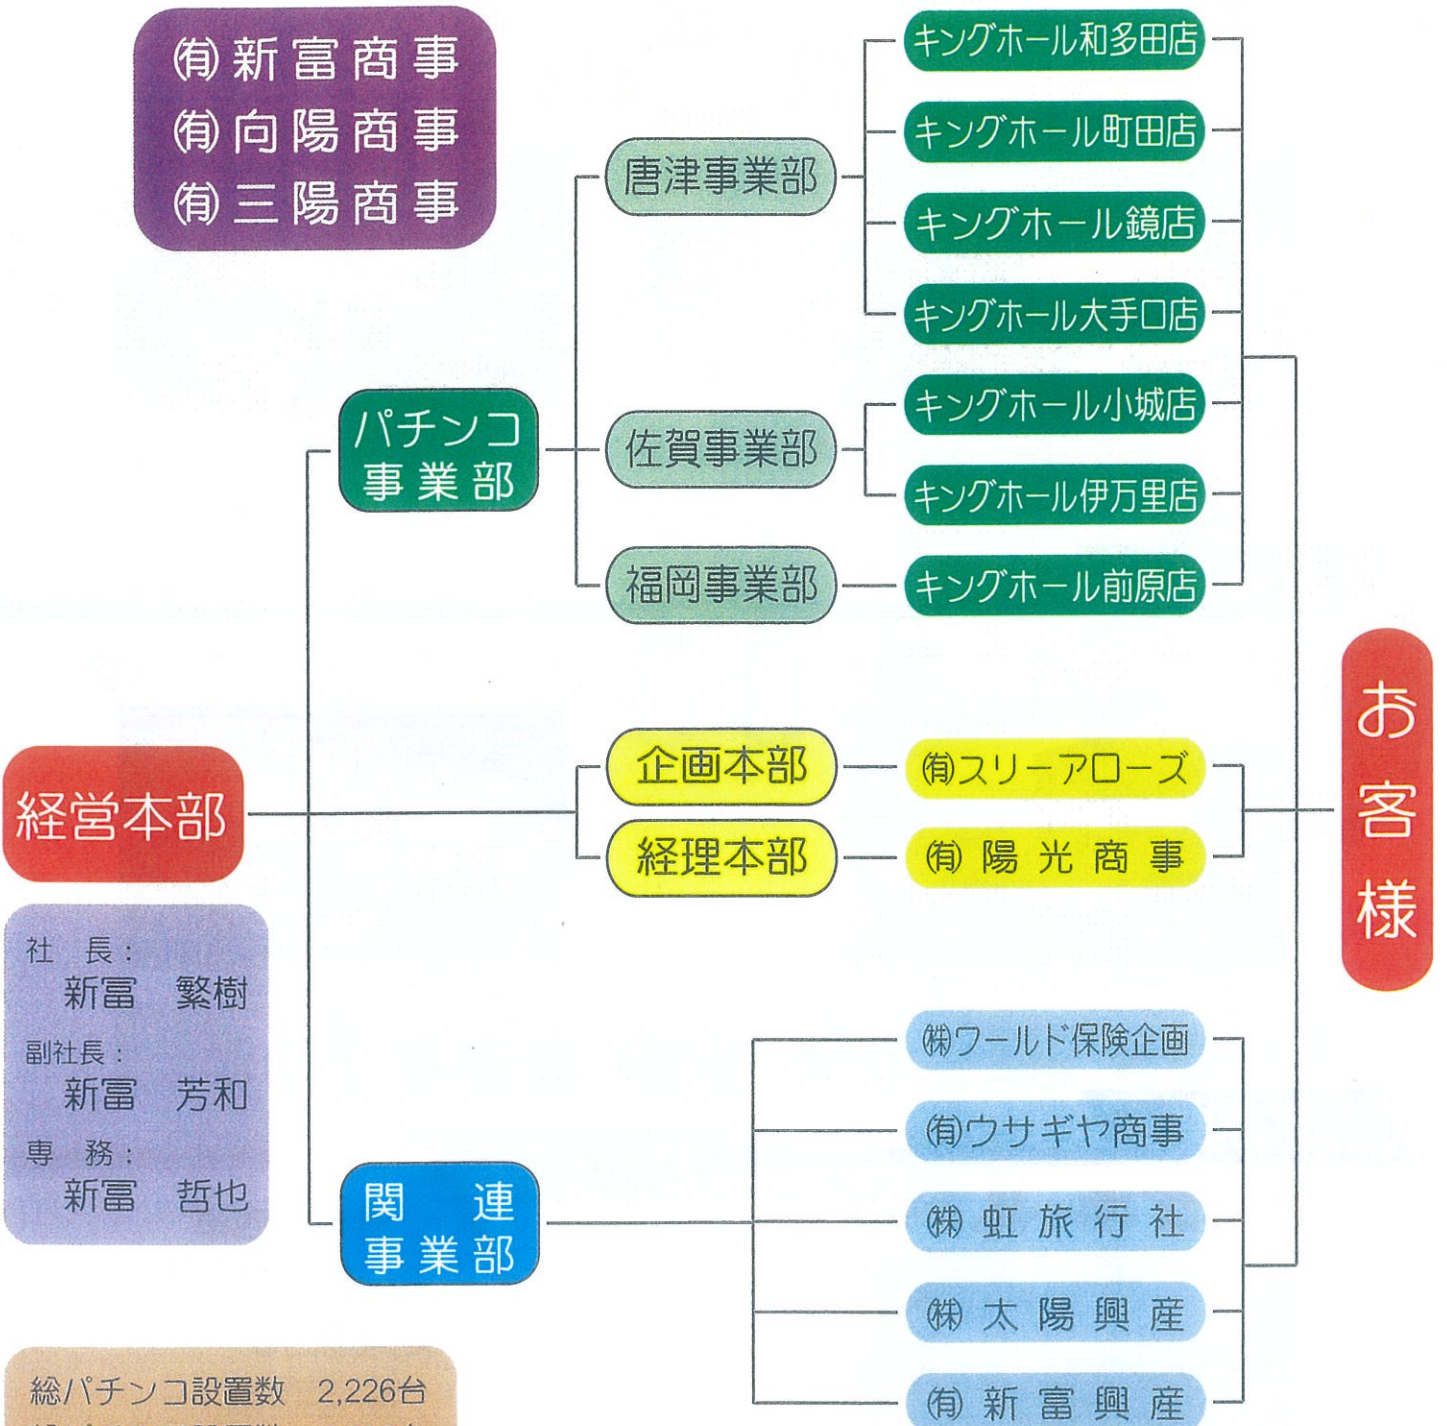 ㈲新富商事
㈲向陽商事
㈲三陽商事
キングホール和多田店
キングホール町田店
唐津事業部
キングホール鏡店
キングホール大手口店
パチンコ
事業部
佐賀事業部
キングホール小城店
キングホール伊万里店
福岡事業部
キングホール前原店
お客様
経営本部
企画本部
㈲スリーアローズ
経理本部
㈲陽光商事
社　長：
新冨　繁樹
副社長：
新冨　芳和
専　務：
新冨　哲也
関　連
事業部
㈱ワールド保険企画
㈲ウサギヤ商事
㈱虹旅行社
㈱太陽興産
㈲新富興産
総パチンコ設置数　2,226台